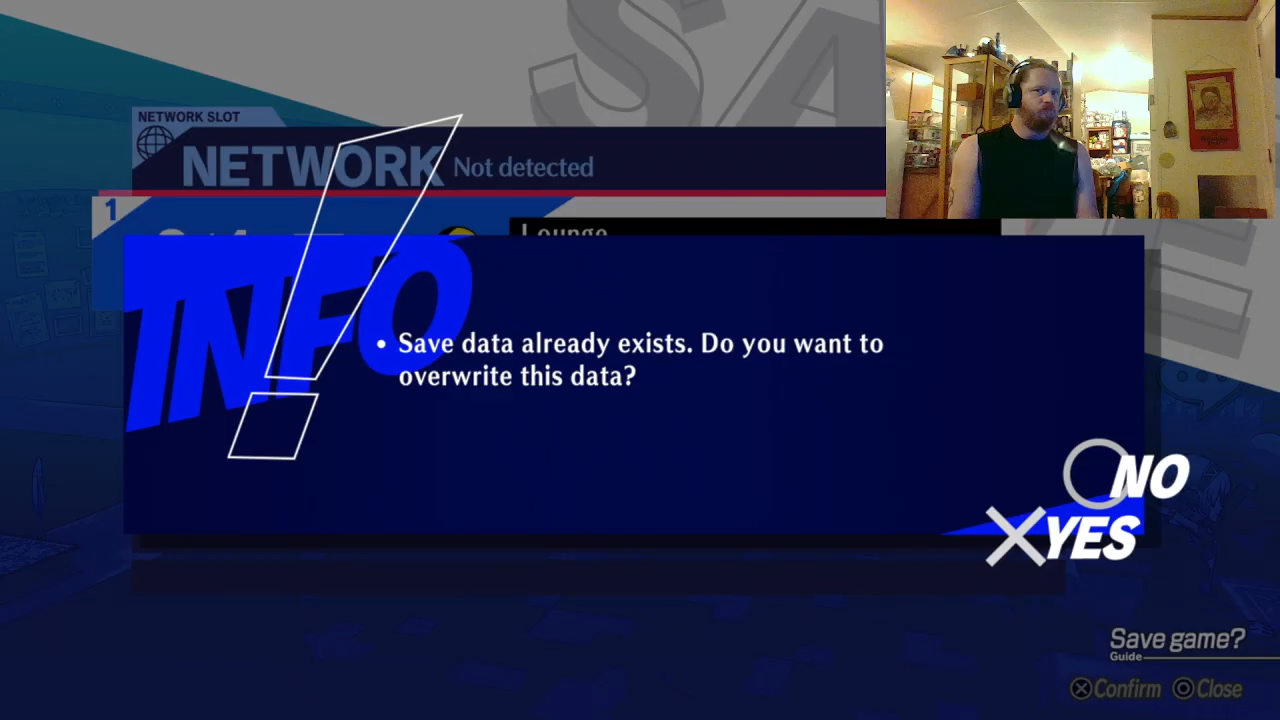 NETWORK SLOT
NETWORK Not detected
1
Lounge
INFO
• Save data already exists. Do you want to
overwrite this data?
NO
YES
Save game?
Guide
Confirm Close